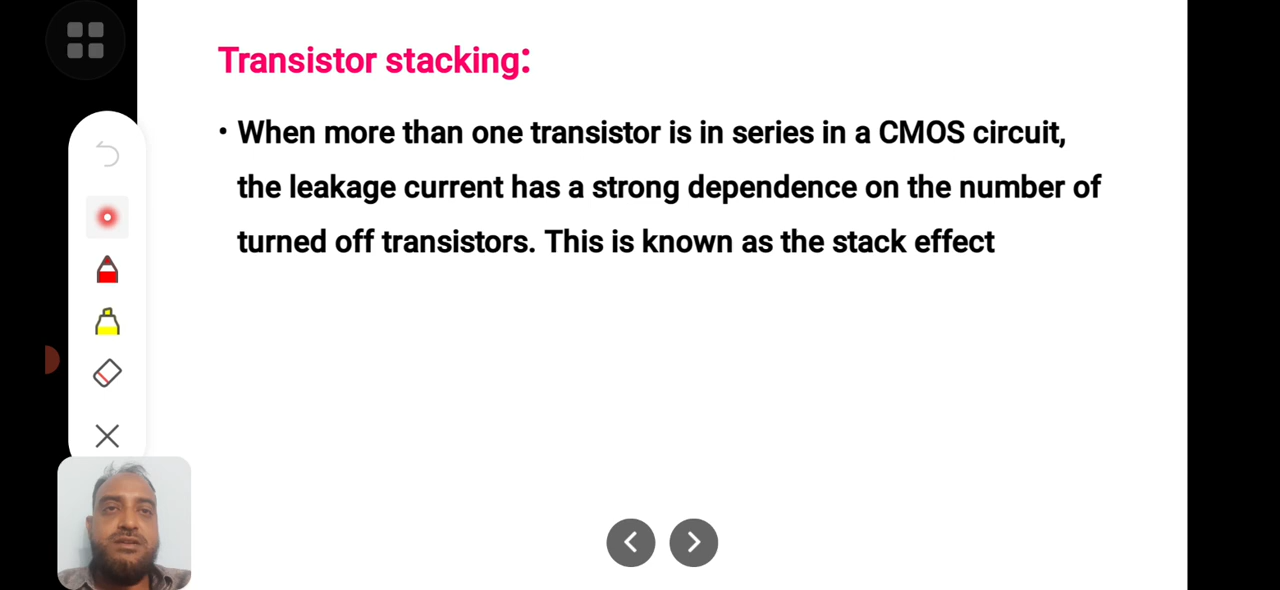 Transistor stacking:
• When more than one transistor is in series in a CMOS circuit,
the leakage current has a strong dependence on the number of
turned off transistors. This is known as the stack effect